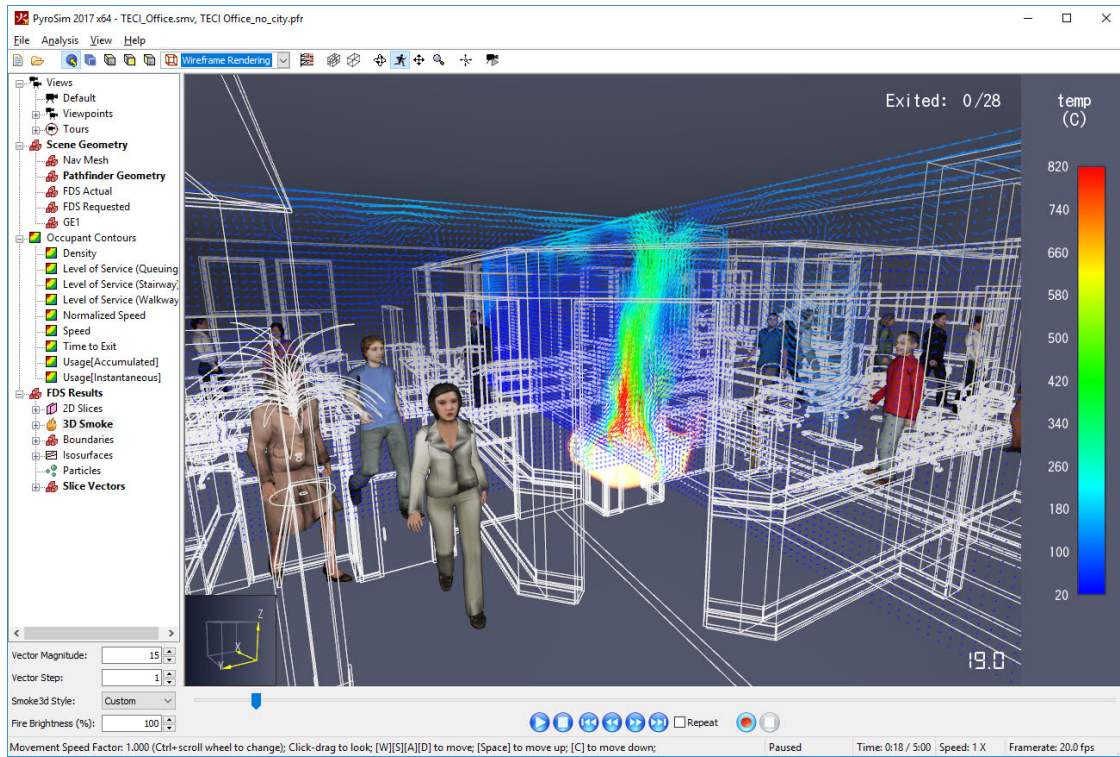 PyroSim 2017 x64 - TECI_Office.smv, TECI Office_no_city.pfr
File Analysis View Help
Wireframe Rendering
Views
Default
Viewpoints
Tours
Scene Geometry
Nav Mesh
Pathfinder Geometry
FDS Actual
FDS Requested
GE1
Occupant Contours
Density
Level of Service (Queuing
Level of Service (Stairway)
Level of Service (Walkway
Normalized Speed
Speed
Time to Exit
Usage[Accumulated]
Usage[Instantaneous]
FDS Results
2D Slices
3D Smoke
Boundaries
Isosurfaces
Particles
Slice Vectors
Vector Magnitude: 15
Vector Step: 1
Smoke3d Style: Custom
Fire Brightness (%): 100
Exited: 0/28
temp
(C)
820
740
660
580
500
420
340
260
180
100
20
Z
X
Y
19.0
Repeat
Movement Speed Factor: 1.000 (Ctrl+scroll wheel to change); Click-drag to look; [W][S][A][D] to move; [Space] to move up; [C] to move down; Paused Time: 0:18 / 5:00 Speed: 1 X Framerate: 20.0 fps